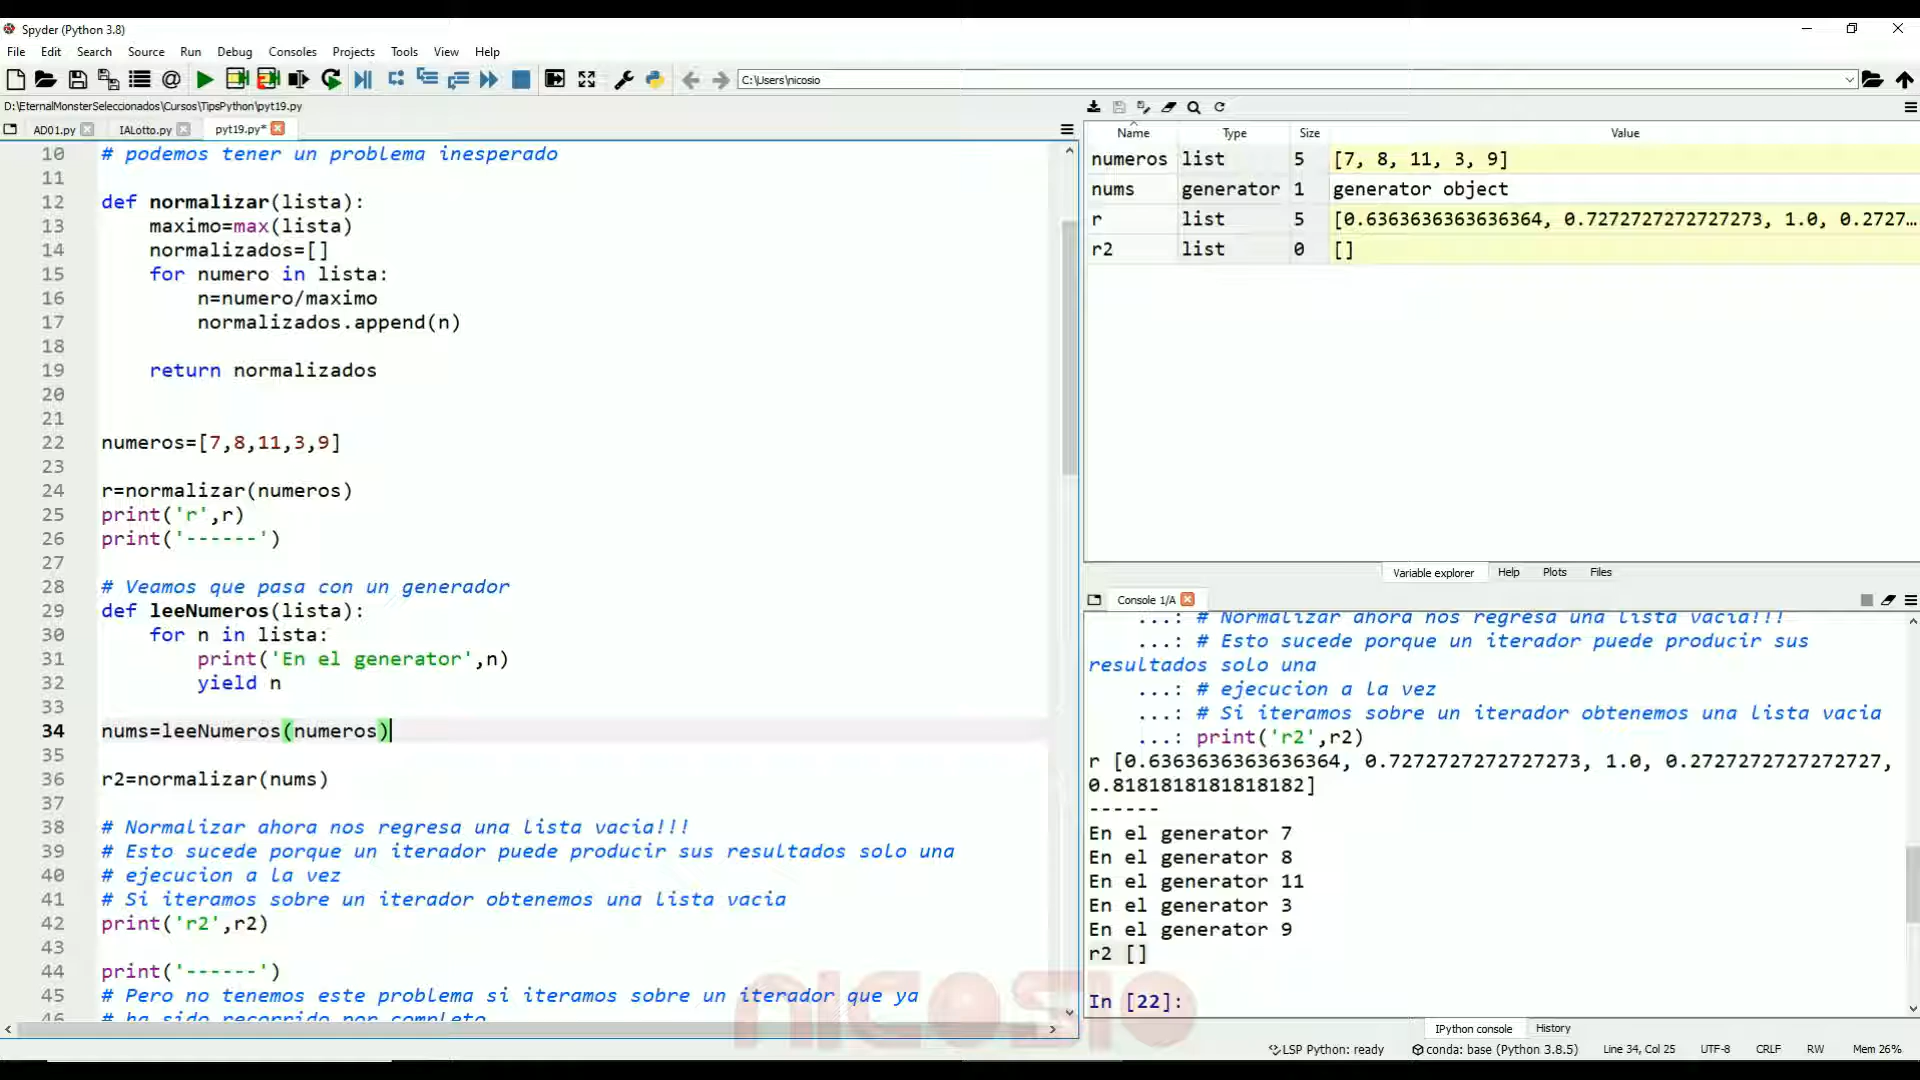 Spyder (Python 3.8)
File Edit Search Source Run Debug Consoles Projects Tools View Help
C:\Users\nicosio
D:\EternalMonsterSeleccionados\Cursos\TipsPython\pyt19.py
AD01.py IALotto.py pyt19.py*
10 # podemos tener un problema inesperado
11
12 def normalizar(lista):
13 maximo=max(lista)
14 normalizados=[]
15 for numero in lista:
16 n=numero/maximo
17 normalizados.append(n)
18
19 return normalizados
20
21
22 numeros=[7,8,11,3,9]
23
24 r=normalizar(numeros)
25 print('r',r)
26 print('------')
27
28 # Veamos que pasa con un generador
29 def leeNumeros(lista):
30 for n in lista:
31 print('En el generator',n)
32 yield n
33
34 nums=leeNumeros(numeros)
35
36 r2=normalizar(nums)
37
38 # Normalizar ahora nos regresa una lista vacia!!!
39 # Esto sucede porque un iterador puede producir sus resultados solo una
40 # ejecucion a la vez
41 # Si iteramos sobre un iterador obtenemos una lista vacia
42 print('r2',r2)
43
44 print('------')
45 # Pero no tenemos este problema si iteramos sobre un iterador que ya
46 # ha sido recorrido por completo
Name Type Size Value
numeros list 5 [7, 8, 11, 3, 9]
nums generator 1 generator object
r list 5 [0.6363636363636364, 0.7272727272727273, 1.0, 0.2727…
r2 list 0 []
Variable explorer Help Plots Files
Console 1/A
...: # Normalizar ahora nos regresa una lista vacia!!!
...: # Esto sucede porque un iterador puede producir sus
resultados solo una
...: # ejecucion a la vez
...: # Si iteramos sobre un iterador obtenemos una lista vacia
...: print('r2',r2)
r [0.6363636363636364, 0.7272727272727273, 1.0, 0.2727272727272727,
0.8181818181818182]
------
En el generator 7
En el generator 8
En el generator 11
En el generator 3
En el generator 9
r2 []
In [22]:
IPython console History
LSP Python: ready conda: base (Python 3.8.5) Line 34, Col 25 UTF-8 CRLF RW Mem 26%
NICOSIO